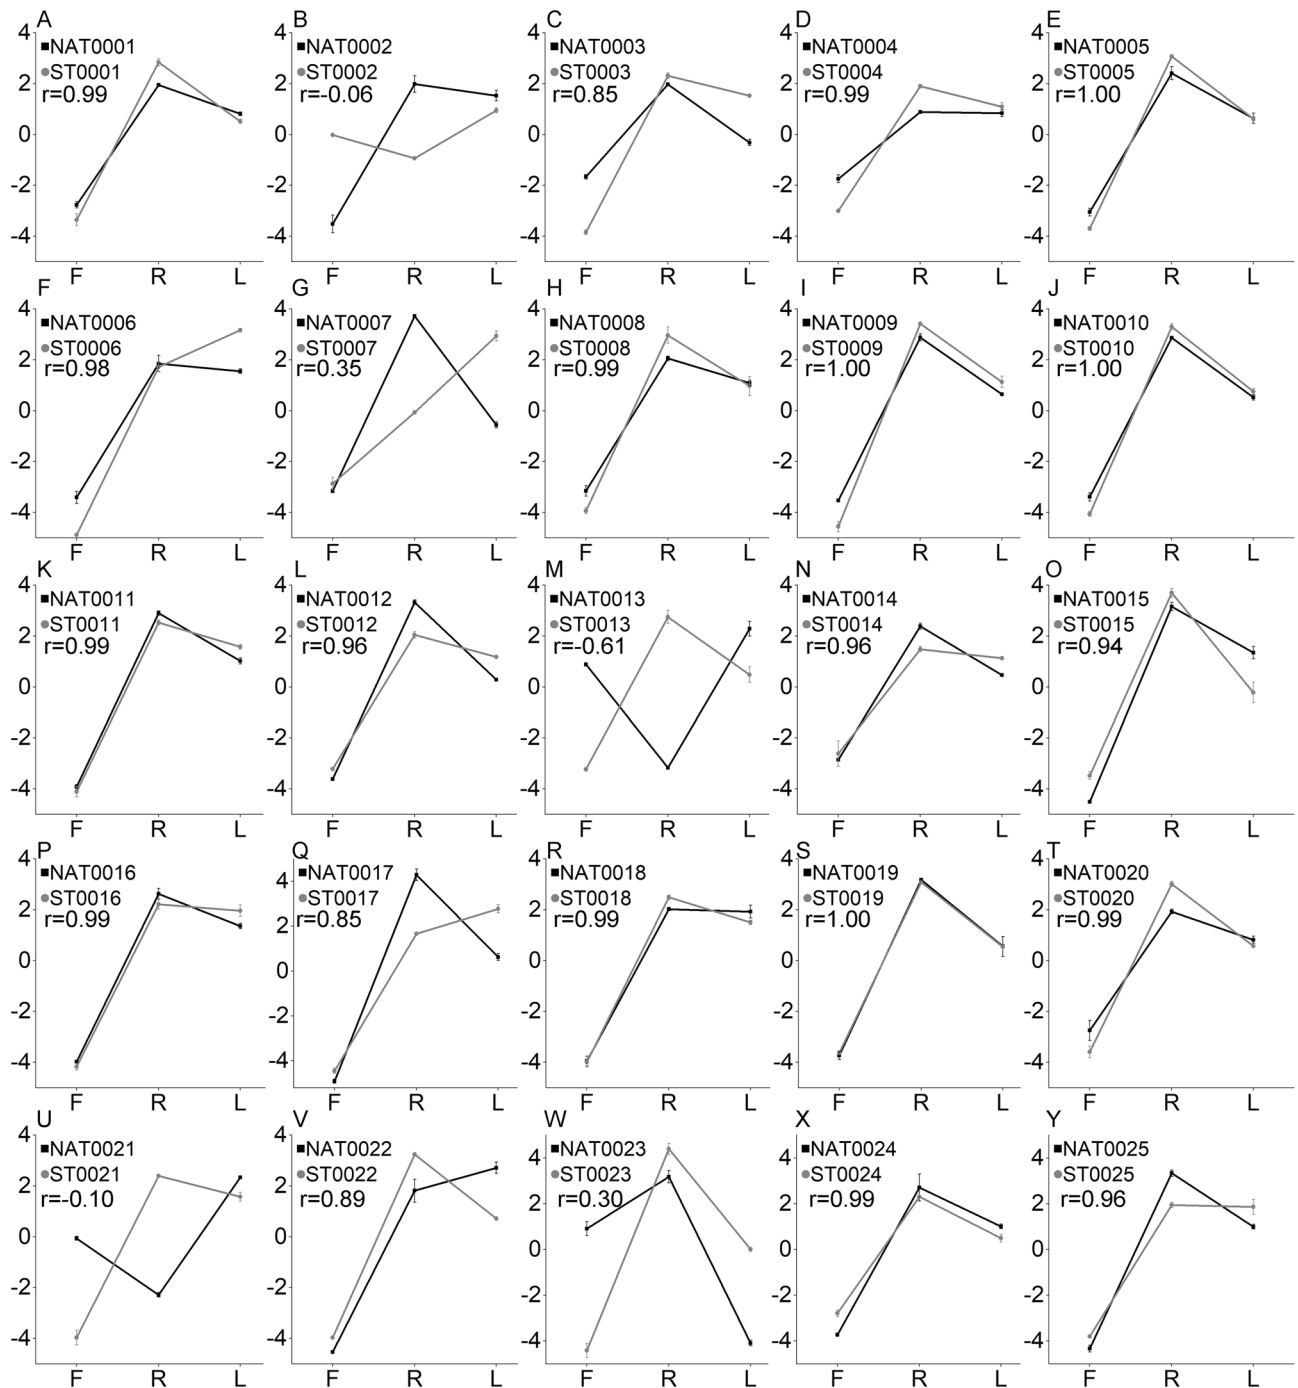 A
NAT0001
ST0001
r=0.99
4
2
0
-2
-4
F R L
B
NAT0002
ST0002
r=-0.06
4
2
0
-2
-4
F R L
C
NAT0003
ST0003
r=0.85
4
2
0
-2
-4
F R L
D
NAT0004
ST0004
r=0.99
4
2
0
-2
-4
F R L
E
NAT0005
ST0005
r=1.00
4
2
0
-2
-4
F R L
F
NAT0006
ST0006
r=0.98
4
2
0
-2
-4
F R L
G
NAT0007
ST0007
r=0.35
4
2
0
-2
-4
F R L
H
NAT0008
ST0008
r=0.99
4
2
0
-2
-4
F R L
I
NAT0009
ST0009
r=1.00
4
2
0
-2
-4
F R L
J
NAT0010
ST0010
r=1.00
4
2
0
-2
-4
F R L
K
NAT0011
ST0011
r=0.99
4
2
0
-2
-4
F R L
L
NAT0012
ST0012
r=0.96
4
2
0
-2
-4
F R L
M
NAT0013
ST0013
r=-0.61
4
2
0
-2
-4
F R L
N
NAT0014
ST0014
r=0.96
4
2
0
-2
-4
F R L
O
NAT0015
ST0015
r=0.94
4
2
0
-2
-4
F R L
P
NAT0016
ST0016
r=0.99
4
2
0
-2
-4
F R L
Q
NAT0017
ST0017
r=0.85
4
2
0
-2
-4
F R L
R
NAT0018
ST0018
r=0.99
4
2
0
-2
-4
F R L
S
NAT0019
ST0019
r=1.00
4
2
0
-2
-4
F R L
T
NAT0020
ST0020
r=0.99
4
2
0
-2
-4
F R L
U
NAT0021
ST0021
r=-0.10
4
2
0
-2
-4
F R L
V
NAT0022
ST0022
r=0.89
4
2
0
-2
-4
F R L
W
NAT0023
ST0023
r=0.30
4
2
0
-2
-4
F R L
X
NAT0024
ST0024
r=0.99
4
2
0
-2
-4
F R L
Y
NAT0025
ST0025
r=0.96
4
2
0
-2
-4
F R L